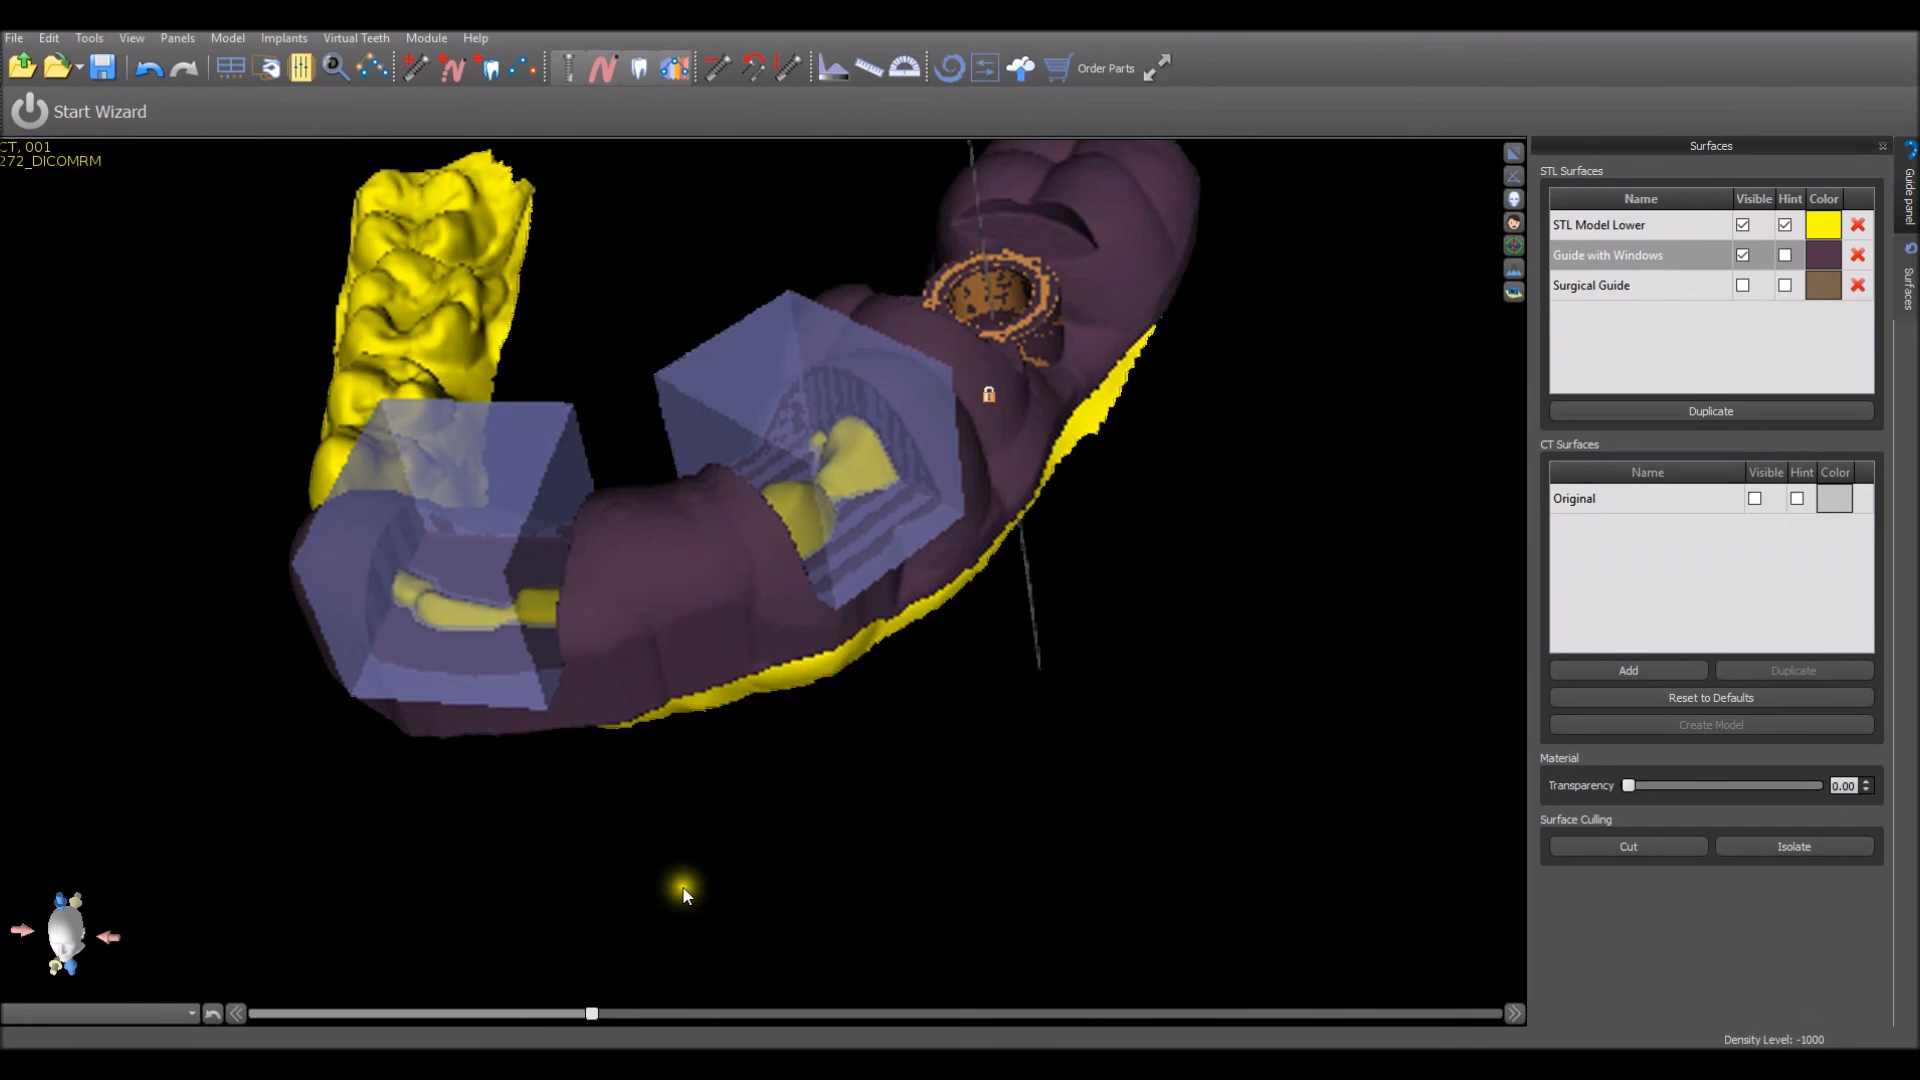 File Edit Tools View Panels Model Implants Virtual Teeth Module Help
Order Parts
Start Wizard
CT, 001
272_DICOMRM
Surfaces
STL Surfaces
Name Visible Hint Color
STL Model Lower
Guide with Windows
Surgical Guide
Duplicate
CT Surfaces
Name Visible Hint Color
Original
Add Duplicate
Reset to Defaults
Create Model
Material
Transparency 0.00
Surface Culling
Cut Isolate
Guide panel
Surfaces
Density Level: -1000